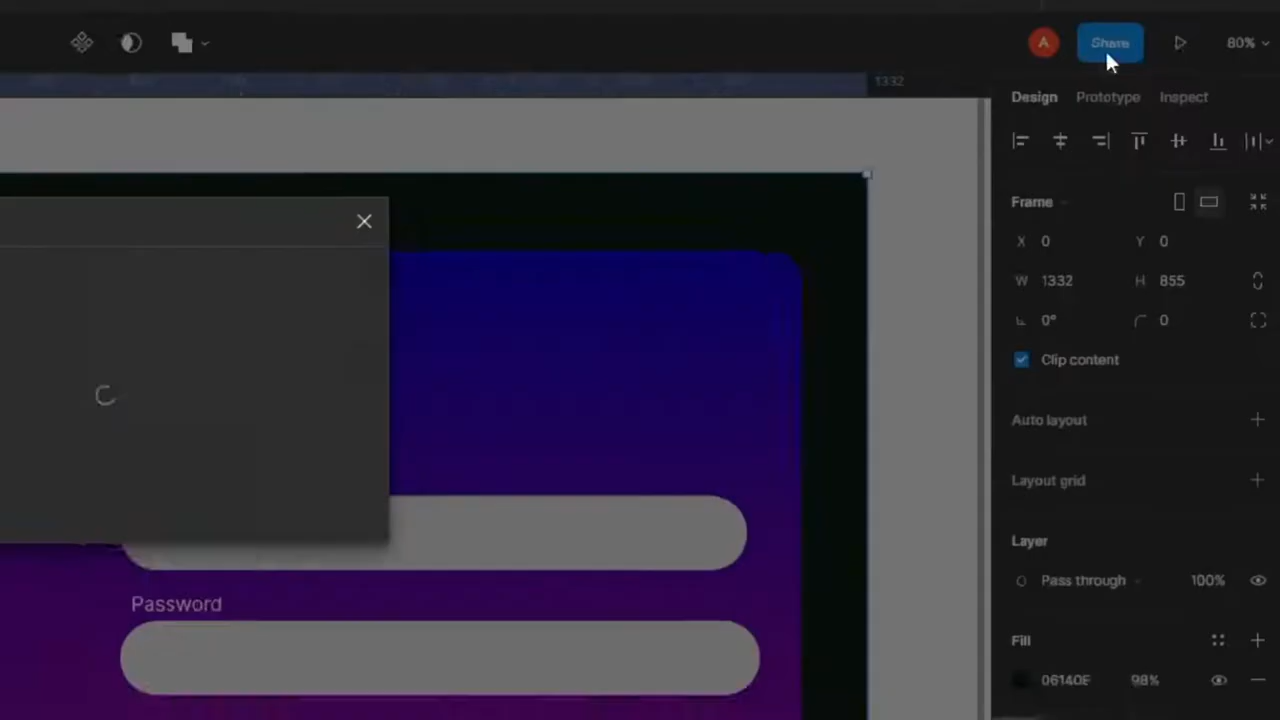 A Share 80%
1332
Design Prototype Inspect
Frame
X 0 Y 0
W 1332 H 855
0° 0
Clip content
Auto layout
Layout grid
Layer
Pass through 100%
Fill
06140E 98%
Password